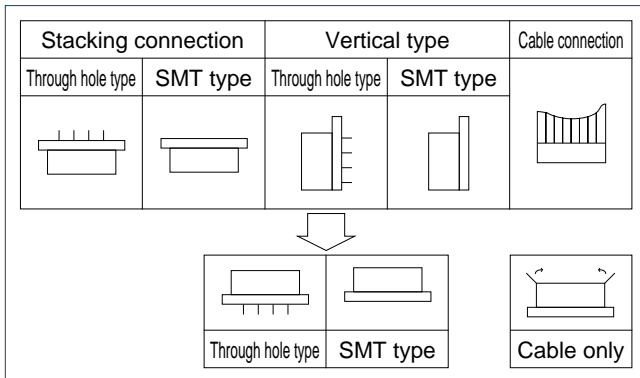 Stacking connection Vertical type Cable connection
Through hole type SMT type Through hole type SMT type
Through hole type SMT type Cable only